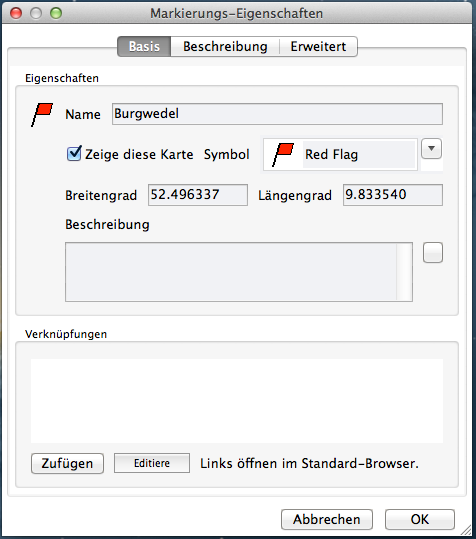 Markierungs-Eigenschaften
Basis Beschreibung Erweitert
Eigenschaften
Name Burgwedel
Zeige diese Karte Symbol Red Flag
Breitengrad 52.496337 Längengrad 9.833540
Beschreibung
Verknüpfungen
Zufügen Editiere Links öffnen im Standard-Browser.
Abbrechen OK